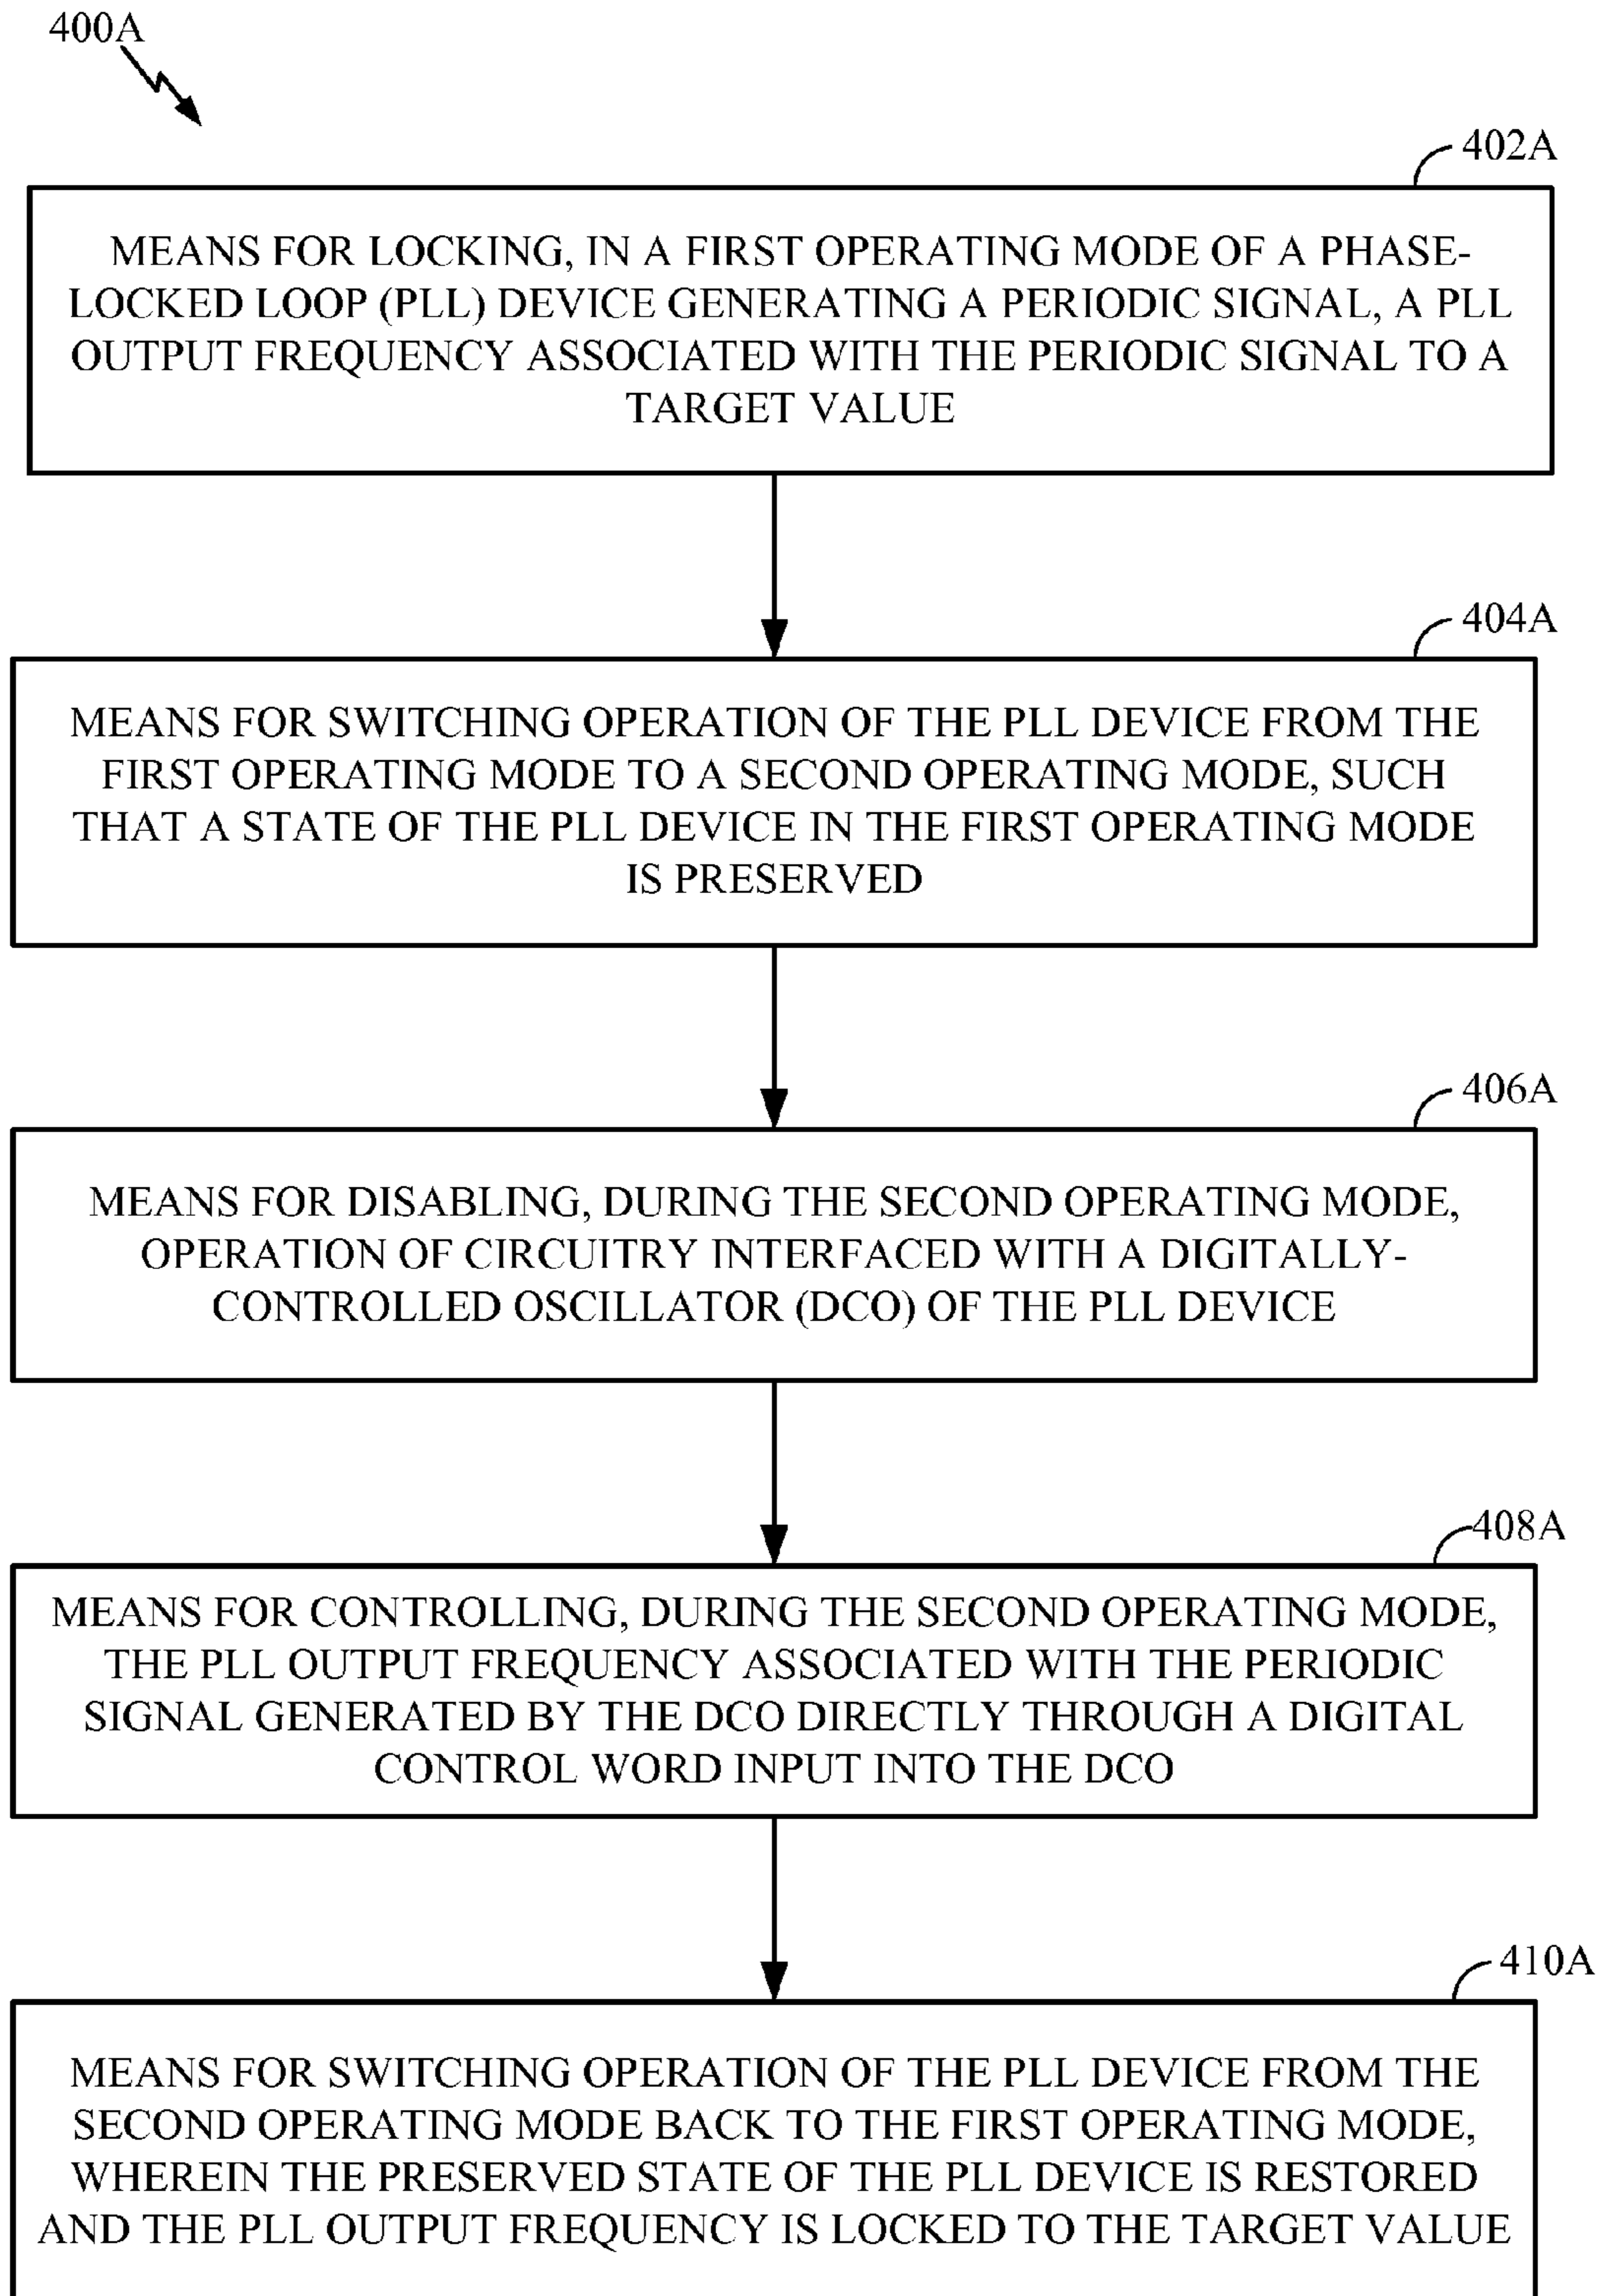 400A
402A
MEANS FOR LOCKING, IN A FIRST OPERATING MODE OF A PHASE-
LOCKED LOOP (PLL) DEVICE GENERATING A PERIODIC SIGNAL, A PLL
OUTPUT FREQUENCY ASSOCIATED WITH THE PERIODIC SIGNAL TO A
TARGET VALUE
404A
MEANS FOR SWITCHING OPERATION OF THE PLL DEVICE FROM THE
FIRST OPERATING MODE TO A SECOND OPERATING MODE, SUCH
THAT A STATE OF THE PLL DEVICE IN THE FIRST OPERATING MODE
IS PRESERVED
406A
MEANS FOR DISABLING, DURING THE SECOND OPERATING MODE,
OPERATION OF CIRCUITRY INTERFACED WITH A DIGITALLY-
CONTROLLED OSCILLATOR (DCO) OF THE PLL DEVICE
408A
MEANS FOR CONTROLLING, DURING THE SECOND OPERATING MODE,
THE PLL OUTPUT FREQUENCY ASSOCIATED WITH THE PERIODIC
SIGNAL GENERATED BY THE DCO DIRECTLY THROUGH A DIGITAL
CONTROL WORD INPUT INTO THE DCO
410A
MEANS FOR SWITCHING OPERATION OF THE PLL DEVICE FROM THE
SECOND OPERATING MODE BACK TO THE FIRST OPERATING MODE,
WHEREIN THE PRESERVED STATE OF THE PLL DEVICE IS RESTORED
AND THE PLL OUTPUT FREQUENCY IS LOCKED TO THE TARGET VALUE